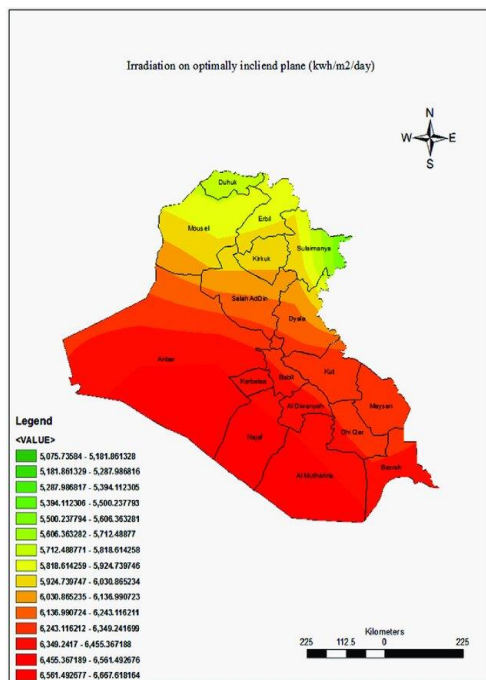 Irradiation on optimally incliend plane (kwh/m2/day)
N
W E
S
Duhuk
Erbil
Mousel
Sulaimanya
Kirkuk
Salah AdDin
Dyala
Anbar
Kut
Babil
Kerbelaa
Al Diwanyah
Maysan
Dhi Qar
Najaf
Al Muthanna
Basrah
Legend
<VALUE>
5,075.73584 - 5,181.861328
5,181.861329 - 5,287.986816
5,287.986817 - 5,394.112305
5,394.112306 - 5,500.237793
5,500.237794 - 5,606.363281
5,606.363282 - 5,712.48877
5,712.488771 - 5,818.614258
5,818.614259 - 5,924.739746
5,924.739747 - 6,030.865234
6,030.865235 - 6,136.990723
6,136.990724 - 6,243.116211
6,243.116212 - 6,349.241699
6,349.2417 - 6,455.367188
6,455.367189 - 6,561.492676
6,561.492677 - 6,667.618164
Kilometers
225 112.5 0 225